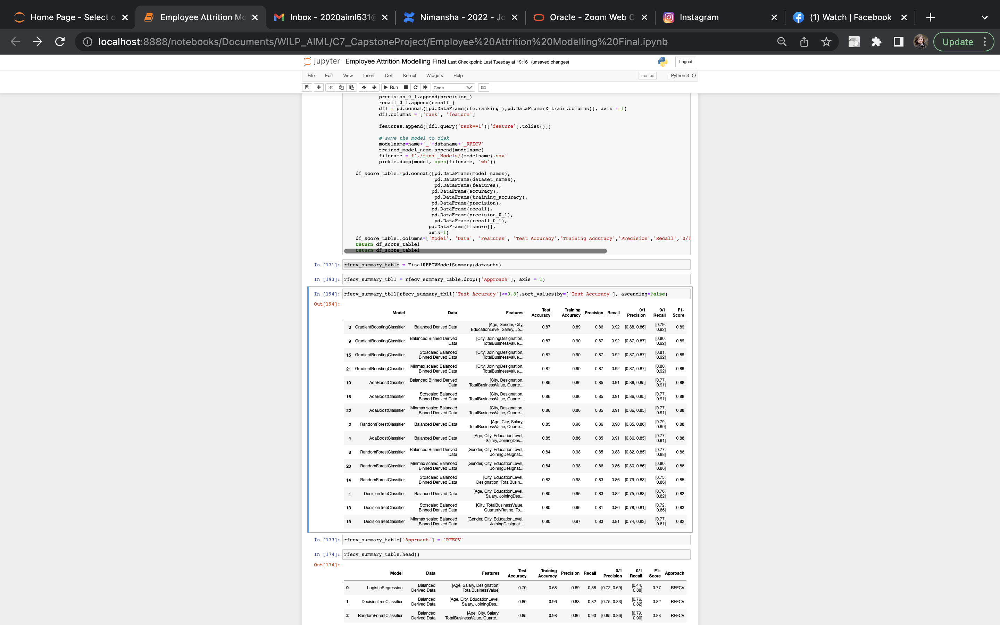 Home Page - Select o
Employee Attrition Mo
Inbox - 2020aiml531@
Nimansha - 2022 - Jo
Oracle - Zoom Web C
Instagram
(1) Watch | Facebook
localhost:8888/notebooks/Documents/WILP_AIML/C7_CapstoneProject/Employee%20Attrition%20Modelling%20Final.ipynb
Update
jupyter Employee Attrition Modelling Final Last Checkpoint: Last Tuesday at 19:16 (unsaved changes)
Logout
File Edit View Insert Cell Kernel Widgets Help
Trusted
Python 3
Run
Code
precision_0_1.append(precision_)
recall_0_1.append(recall_)
df1 = pd.concat([pd.DataFrame(rfe.ranking_),pd.DataFrame(X_train.columns)], axis = 1)
df1.columns = ['rank', 'feature']
features.append([df1.query('rank==1')['feature'].tolist()])
# save the model to disk
modelname=name+'_'+dataname+'_RFECV'
trained_model_name.append(modelname)
filename = f'./final_Models/{modelname}.sav'
pickle.dump(model, open(filename, 'wb'))
df_score_table1=pd.concat([pd.DataFrame(model_names),
pd.DataFrame(dataset_names),
pd.DataFrame(features),
pd.DataFrame(accuracy),
pd.DataFrame(training_accuracy),
pd.DataFrame(precision),
pd.DataFrame(recall),
pd.DataFrame(precision_0_1),
pd.DataFrame(recall_0_1),
pd.DataFrame(f1score)],
axis=1)
df_score_table1.columns=['Model', 'Data', 'Features', 'Test Accuracy','Training Accuracy','Precision','Recall','0/1
return df_score_table1
return df_score_table1
In [171]: rfecv_summary_table = FinalRFECVModelSummary(datasets)
In [193]: rfecv_summary_tbl1 = rfecv_summary_table.drop(['Approach'], axis = 1)
In [194]: rfecv_summary_tbl1[rfecv_summary_tbl1['Test Accuracy']>=0.8].sort_values(by=['Test Accuracy'], ascending=False)
Out[194]:
Model Data Features Test Accuracy Training Accuracy Precision Recall 0/1 Precision 0/1 Recall F1-Score
3 GradientBoostingClassifier Balanced Derived Data [Age, Gender, City, EducationLevel, Salary, Jo... 0.87 0.89 0.86 0.92 [0.88, 0.86] [0.79, 0.92] 0.89
9 GradientBoostingClassifier Balanced Binned Derived Data [City, JoiningDesignation, TotalBusinessValue,... 0.87 0.90 0.87 0.92 [0.87, 0.87] [0.80, 0.92] 0.89
15 GradientBoostingClassifier Stdscaled Balanced Binned Derived Data [City, JoiningDesignation, TotalBusinessValue,... 0.87 0.90 0.87 0.92 [0.87, 0.87] [0.81, 0.92] 0.89
21 GradientBoostingClassifier Minmax scaled Balanced Binned Derived Data [City, JoiningDesignation, TotalBusinessValue,... 0.87 0.90 0.87 0.92 [0.87, 0.87] [0.80, 0.92] 0.89
10 AdaBoostClassifier Balanced Binned Derived Data [City, Designation, TotalBusinessValue, Quarte... 0.86 0.86 0.85 0.91 [0.86, 0.85] [0.77, 0.91] 0.88
16 AdaBoostClassifier Stdscaled Balanced Binned Derived Data [City, Designation, TotalBusinessValue, Quarte... 0.86 0.86 0.85 0.91 [0.86, 0.85] [0.77, 0.91] 0.88
22 AdaBoostClassifier Minmax scaled Balanced Binned Derived Data [City, Designation, TotalBusinessValue, Quarte... 0.86 0.86 0.85 0.91 [0.86, 0.85] [0.77, 0.91] 0.88
2 RandomForestClassifier Balanced Derived Data [Age, City, Salary, TotalBusinessValue, Quarte... 0.85 0.98 0.86 0.90 [0.85, 0.86] [0.79, 0.90] 0.88
4 AdaBoostClassifier Balanced Derived Data [Age, City, EducationLevel, Salary, JoiningDes... 0.85 0.86 0.85 0.91 [0.86, 0.85] [0.77, 0.91] 0.88
8 RandomForestClassifier Balanced Binned Derived Data [Gender, City, EducationLevel, JoiningDesignat... 0.84 0.98 0.85 0.88 [0.82, 0.85] [0.77, 0.88] 0.86
20 RandomForestClassifier Minmax scaled Balanced Binned Derived Data [Gender, City, EducationLevel, JoiningDesignat... 0.84 0.98 0.86 0.86 [0.80, 0.86] [0.80, 0.86] 0.86
14 RandomForestClassifier Stdscaled Balanced Binned Derived Data [City, EducationLevel, Designation, TotalBusin... 0.82 0.98 0.83 0.86 [0.79, 0.83] [0.75, 0.86] 0.85
1 DecisionTreeClassifier Balanced Derived Data [Age, City, EducationLevel, Salary, JoiningDes... 0.80 0.96 0.83 0.82 [0.75, 0.83] [0.76, 0.82] 0.82
13 DecisionTreeClassifier Stdscaled Balanced Binned Derived Data [City, TotalBusinessValue, QuarterlyRating, To... 0.80 0.96 0.81 0.86 [0.78, 0.81] [0.72, 0.86] 0.83
19 DecisionTreeClassifier Minmax scaled Balanced Binned Derived Data [Gender, City, EducationLevel, JoiningDesignat... 0.80 0.97 0.83 0.81 [0.74, 0.83] [0.77, 0.81] 0.82
In [173]: rfecv_summary_table['Approach'] = 'RFECV'
In [174]: rfecv_summary_table.head()
Out[174]:
Model Data Features Test Accuracy Training Accuracy Precision Recall 0/1 Precision 0/1 Recall F1-Score Approach
0 LogisticRegression Balanced Derived Data [Age, Salary, Designation, TotalBusinessValue] 0.70 0.68 0.69 0.88 [0.72, 0.69] [0.44, 0.88] 0.77 RFECV
1 DecisionTreeClassifier Balanced Derived Data [Age, City, EducationLevel, Salary, JoiningDes... 0.80 0.96 0.83 0.82 [0.75, 0.83] [0.76, 0.82] 0.82 RFECV
2 RandomForestClassifier Balanced Derived Data [Age, City, Salary, TotalBusinessValue, Quarte... 0.85 0.98 0.86 0.90 [0.85, 0.86] [0.79, 0.90] 0.88 RFECV